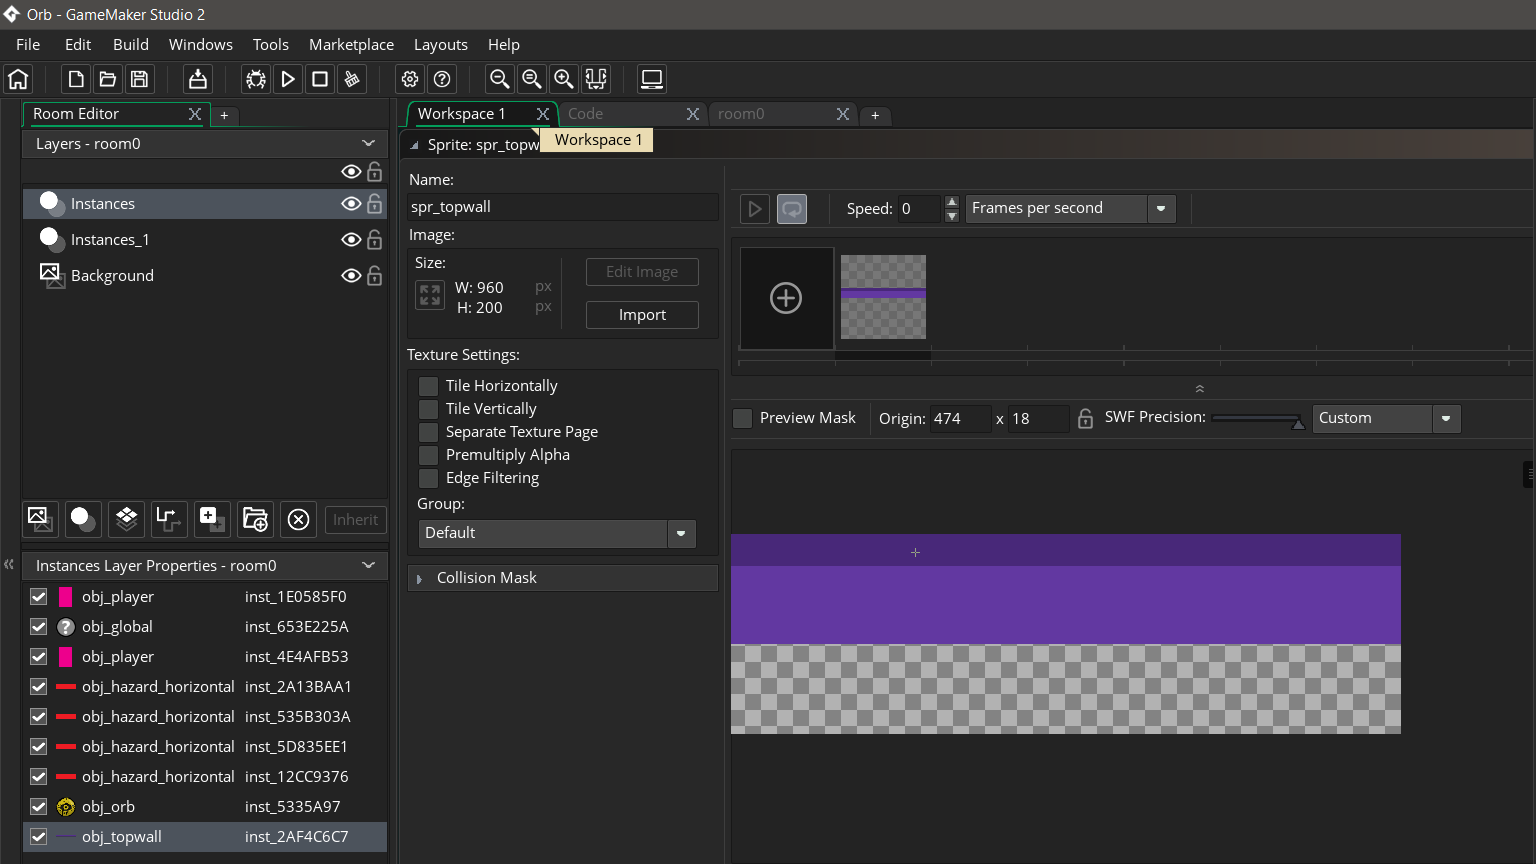 Orb - GameMaker Studio 2
File Edit Build Windows Tools Marketplace Layouts Help
Room Editor
+
Workspace 1
Code
room0
+
Workspace 1
Layers - room0
Instances
Instances_1
Background
Inherit
Instances Layer Properties - room0
obj_player inst_1E0585F0
? obj_global inst_653E225A
obj_player inst_4E4AFB53
obj_hazard_horizontal inst_2A13BAA1
obj_hazard_horizontal inst_535B303A
obj_hazard_horizontal inst_5D835EE1
obj_hazard_horizontal inst_12CC9376
obj_orb inst_5335A97
obj_topwall inst_2AF4C6C7
Sprite: spr_topw
Name:
spr_topwall
Image:
Size:
W: 960 px
H: 200 px
Edit Image
Import
Texture Settings:
Tile Horizontally
Tile Vertically
Separate Texture Page
Premultiply Alpha
Edge Filtering
Group:
Default
Collision Mask
Speed: 0 Frames per second
Preview Mask Origin: 474 x 18 SWF Precision: Custom